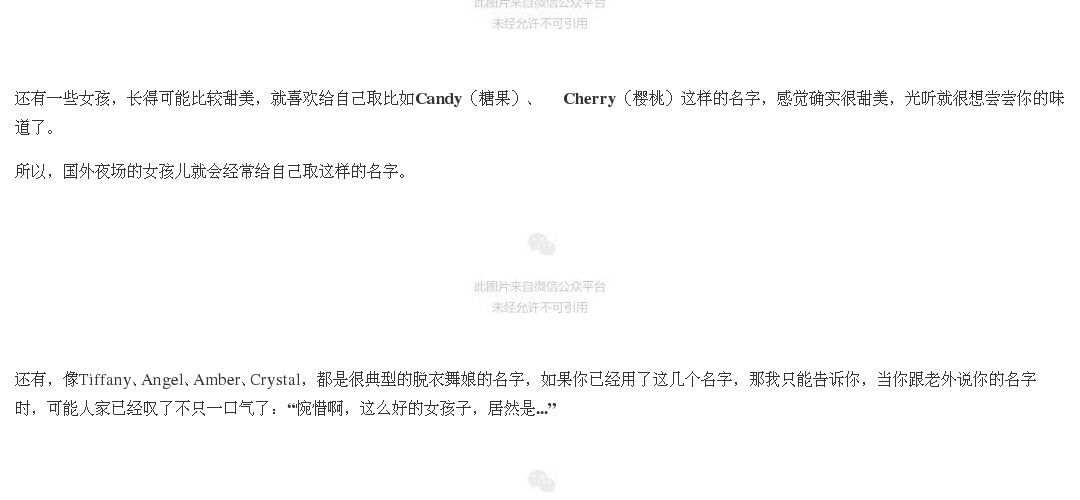 此图片来自微信公众平台
未经允许不可引用
还有一些女孩，长得可能比较甜美，就喜欢给自己取比如Candy（糖果）、 Cherry（樱桃）这样的名字，感觉确实很甜美，光听就很想尝尝你的味
道了。
所以，国外夜场的女孩儿就会经常给自己取这样的名字。
此图片来自微信公众平台
未经允许不可引用
还有，像Tiffany、Angel、Amber、Crystal，都是很典型的脱衣舞娘的名字，如果你已经用了这几个名字，那我只能告诉你，当你跟老外说你的名字
时，可能人家已经叹了不只一口气了：“惋惜啊，这么好的女孩子，居然是...”